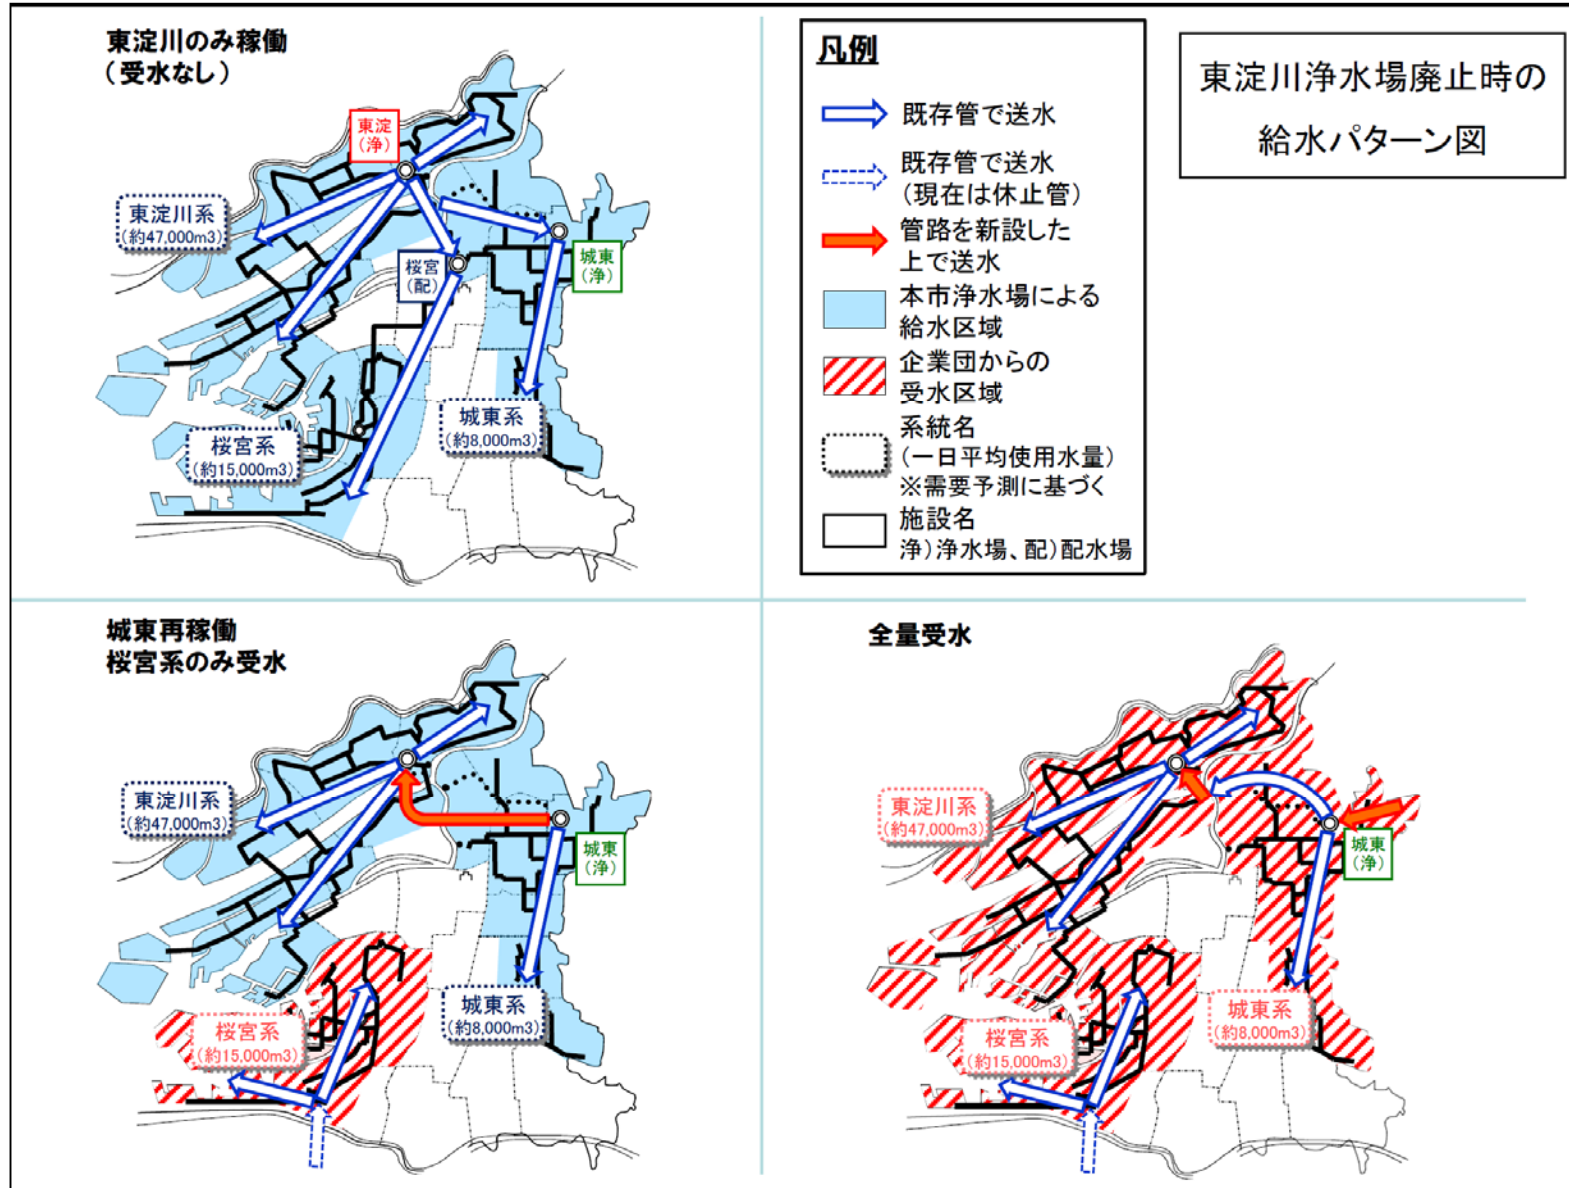 東淀川のみ稼働
（受水なし）
東淀
（浄）
東淀川系
（約47,000m3）
桜宮
（配）
城東
（浄）
桜宮系
（約15,000m3）
城東系
（約8,000m3）
凡例
既存管で送水
既存管で送水
（現在は休止管）
管路を新設した
上で送水
本市浄水場による
給水区域
企業団からの
受水区域
系統名
（一日平均使用水量）
※需要予測に基づく
施設名
浄）浄水場、配）配水場
東淀川浄水場廃止時の
給水パターン図
城東再稼働
桜宮系のみ受水
東淀川系
（約47,000m3）
城東
（浄）
城東系
（約8,000m3）
桜宮系
（約15,000m3）
全量受水
東淀川系
（約47,000m3）
城東
（浄）
城東系
（約8,000m3）
桜宮系
（約15,000m3）